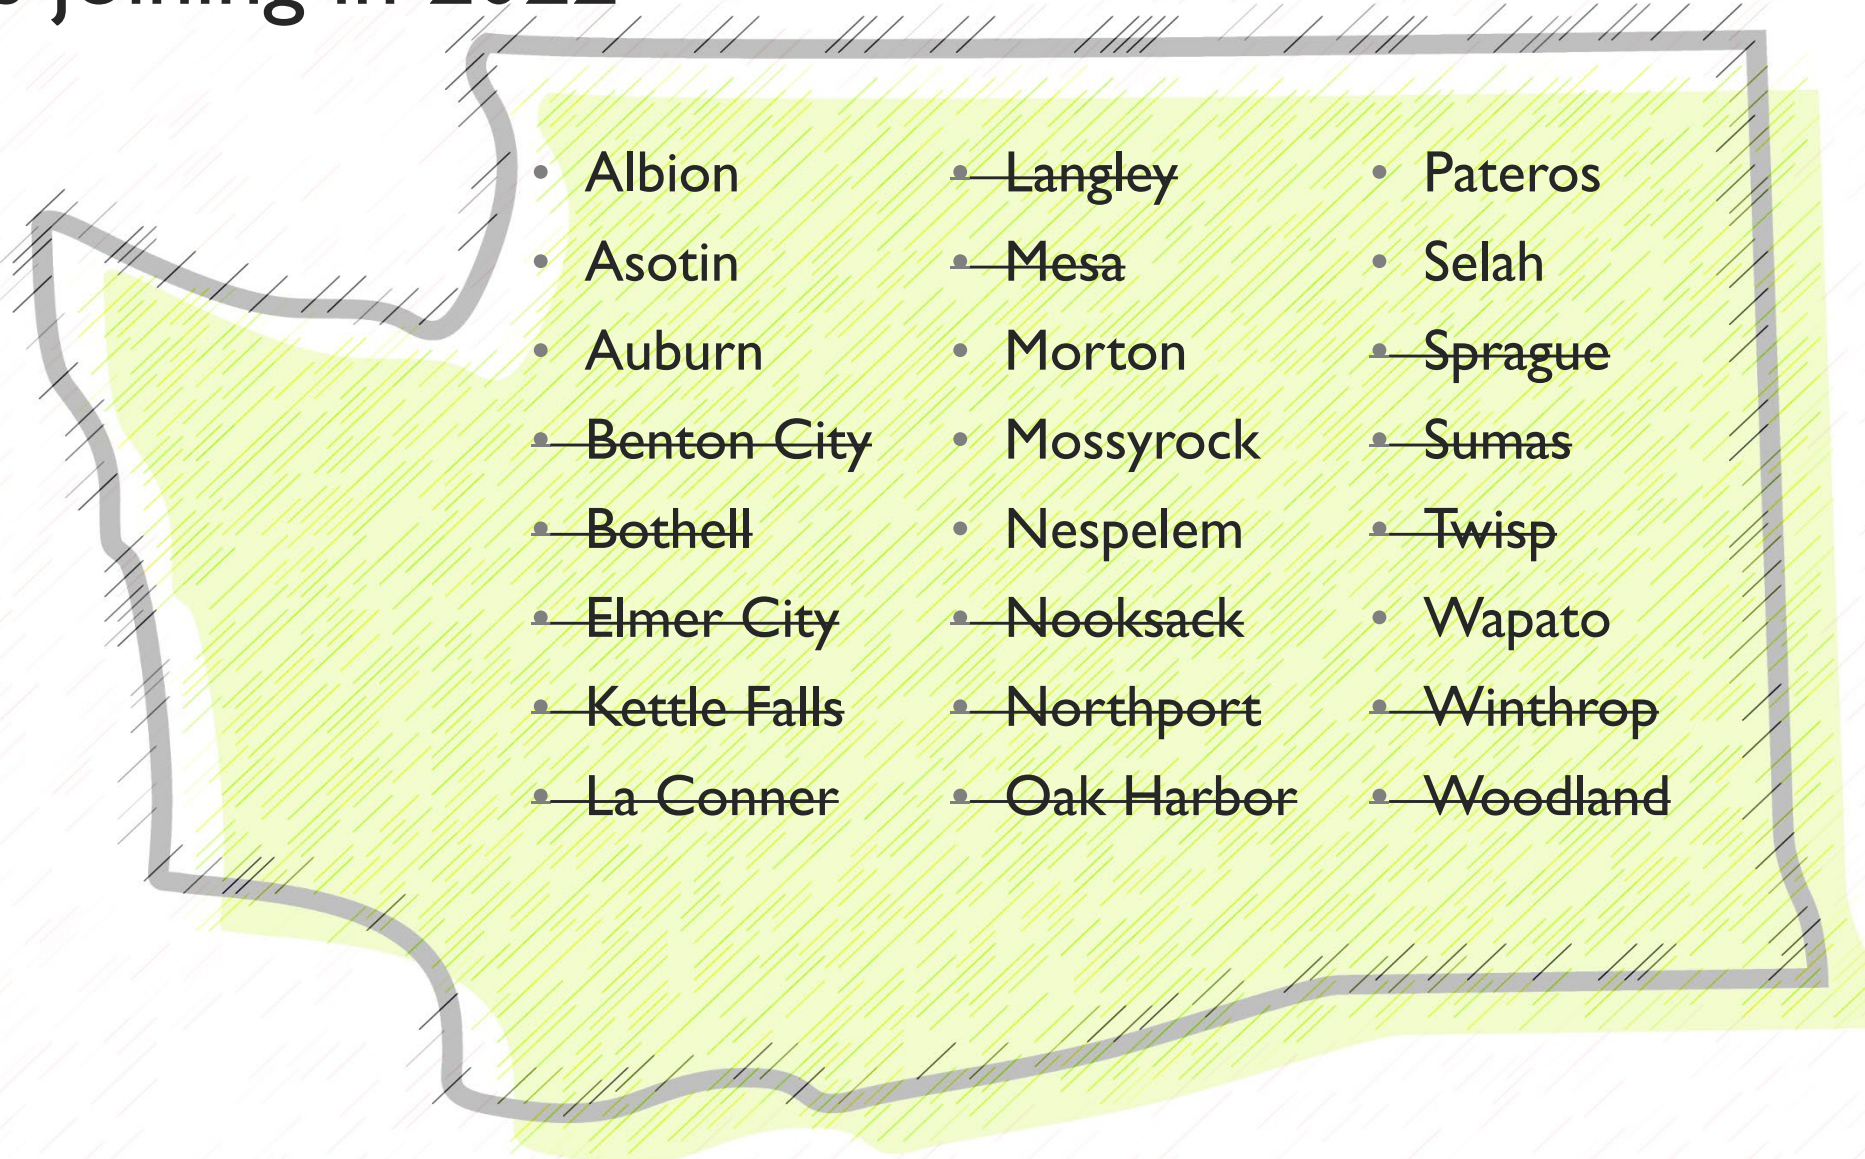 joining in 2022
• Albion
• Asotin
• Auburn
• Benton City
• Bothell
• Elmer City
• Kettle Falls
• La Conner
• Langley
• Mesa
• Morton
• Mossyrock
• Nespelem
• Nooksack
• Northport
• Oak Harbor
• Pateros
• Selah
• Sprague
• Sumas
• Twisp
• Wapato
• Winthrop
• Woodland